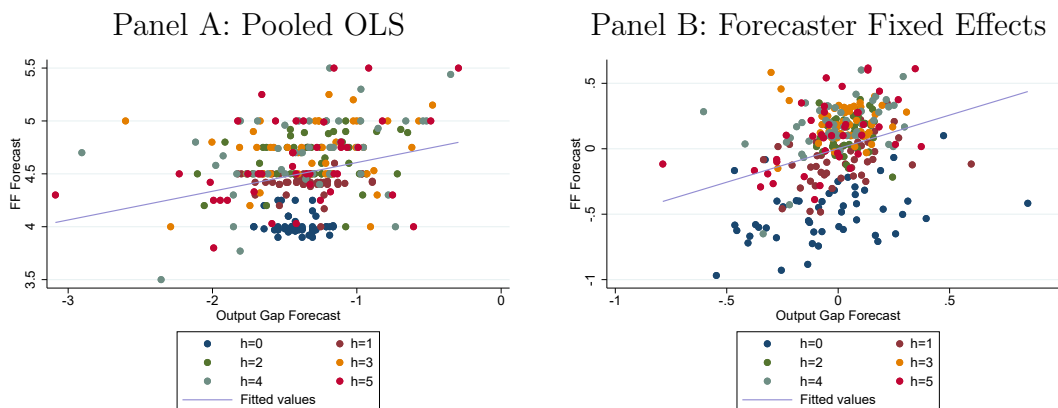 Panel A: Pooled OLS
5.5
5
4.5
4
3.5
FF Forecast
-3
-2
-1
0
Output Gap Forecast
h=0
h=1
h=2
h=3
h=4
h=5
Fitted values
Panel B: Forecaster Fixed Effects
.5
0
-.5
-1
FF Forecast
-1
-.5
0
.5
1
Output Gap Forecast
h=0
h=1
h=2
h=3
h=4
h=5
Fitted values